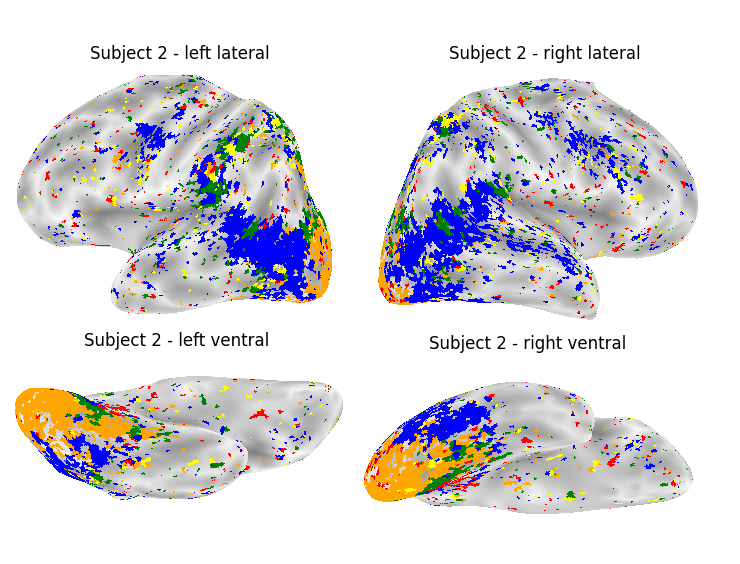 Subject 2 - left lateral
Subject 2 - right lateral
Subject 2 - left ventral
Subject 2 - right ventral